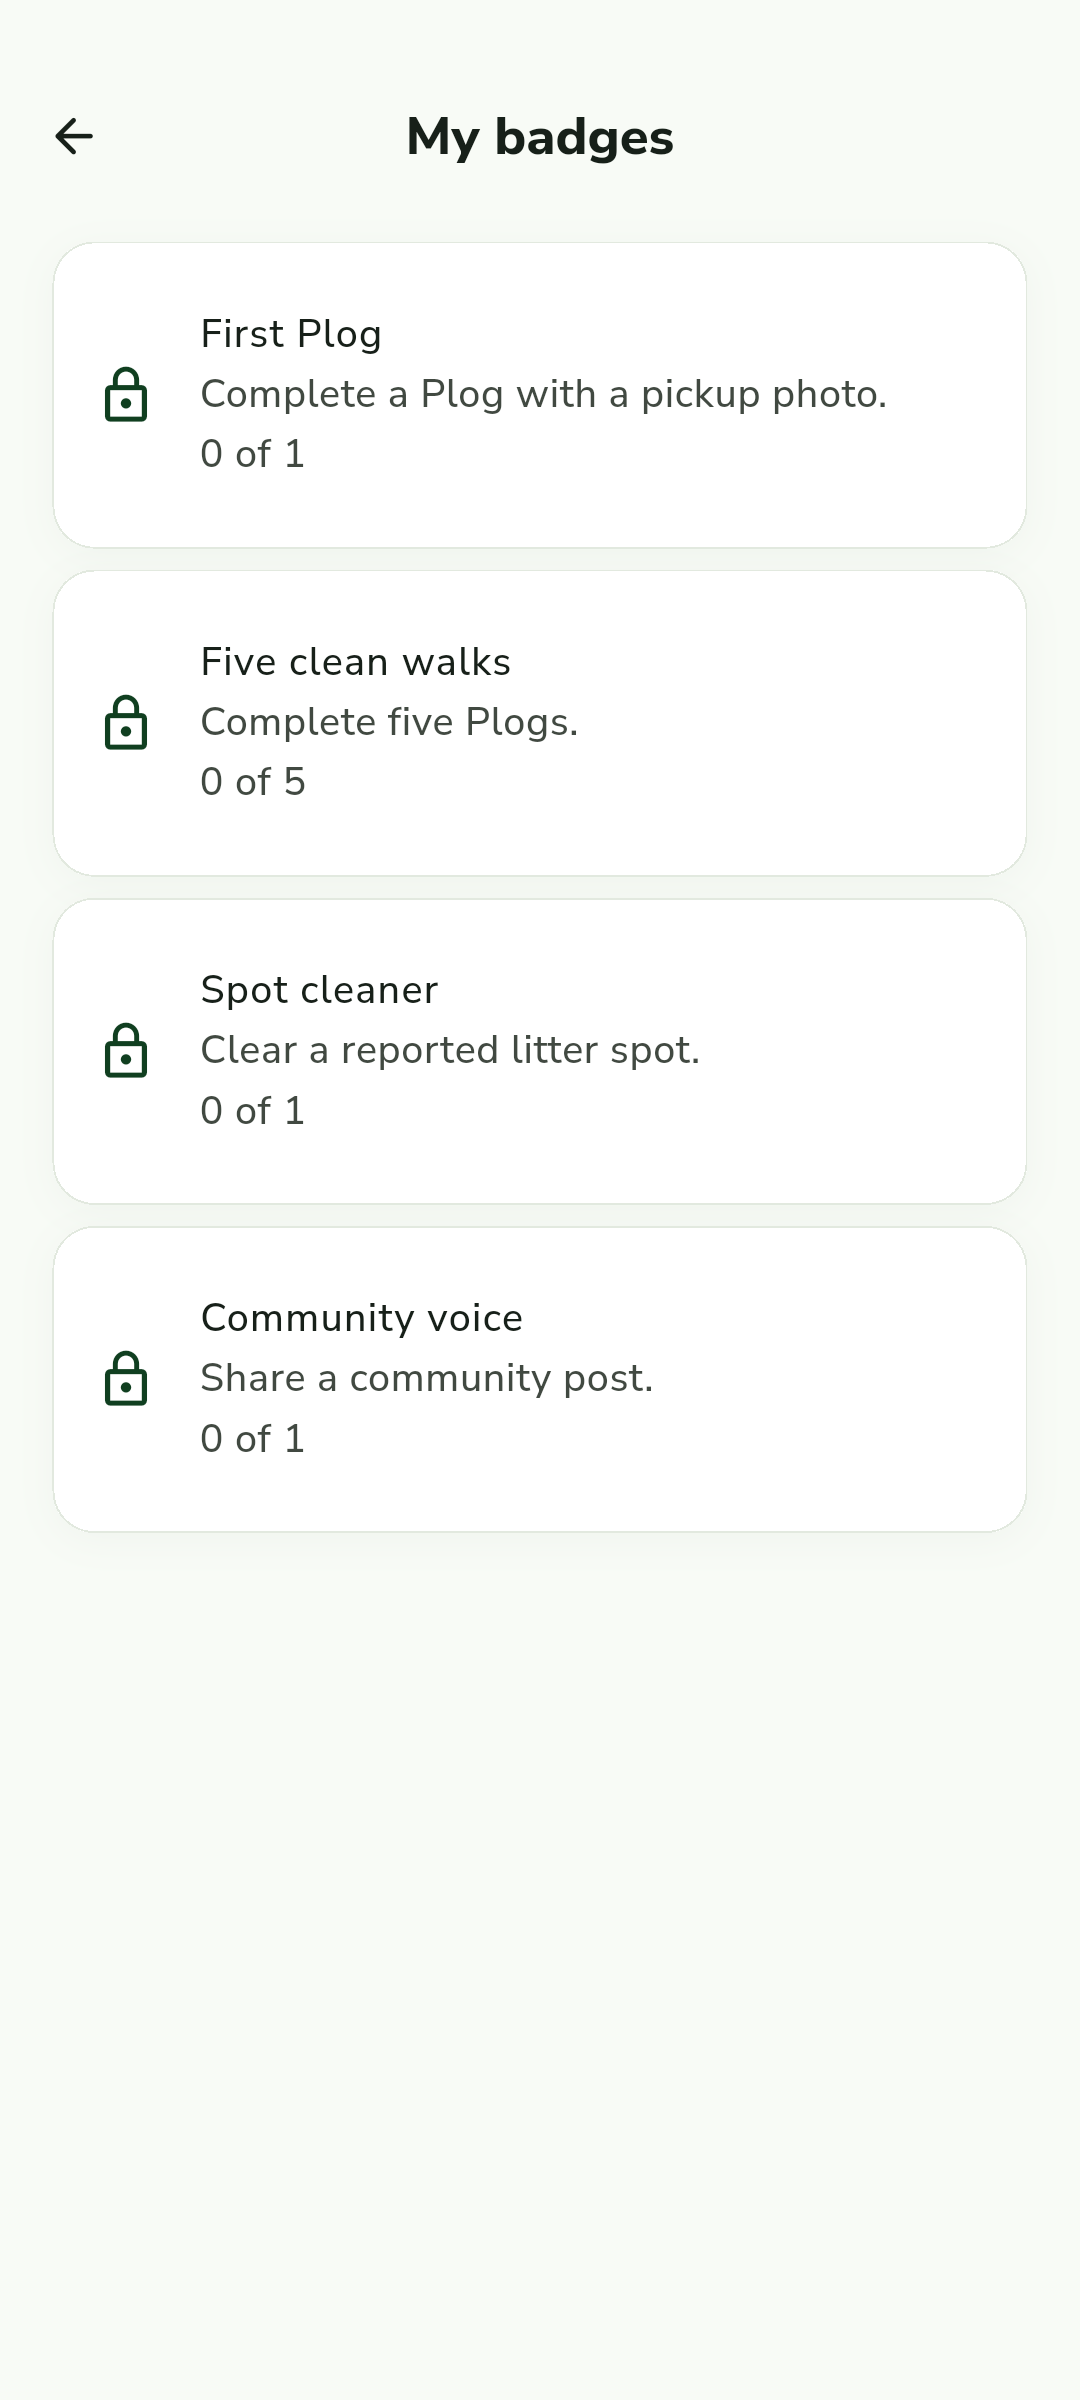 My badges
First Plog
Complete a Plog with a pickup photo.
0 of 1
Five clean walks
Complete five Plogs.
0 of 5
Spot cleaner
Clear a reported litter spot.
0 of 1
Community voice
Share a community post.
0 of 1